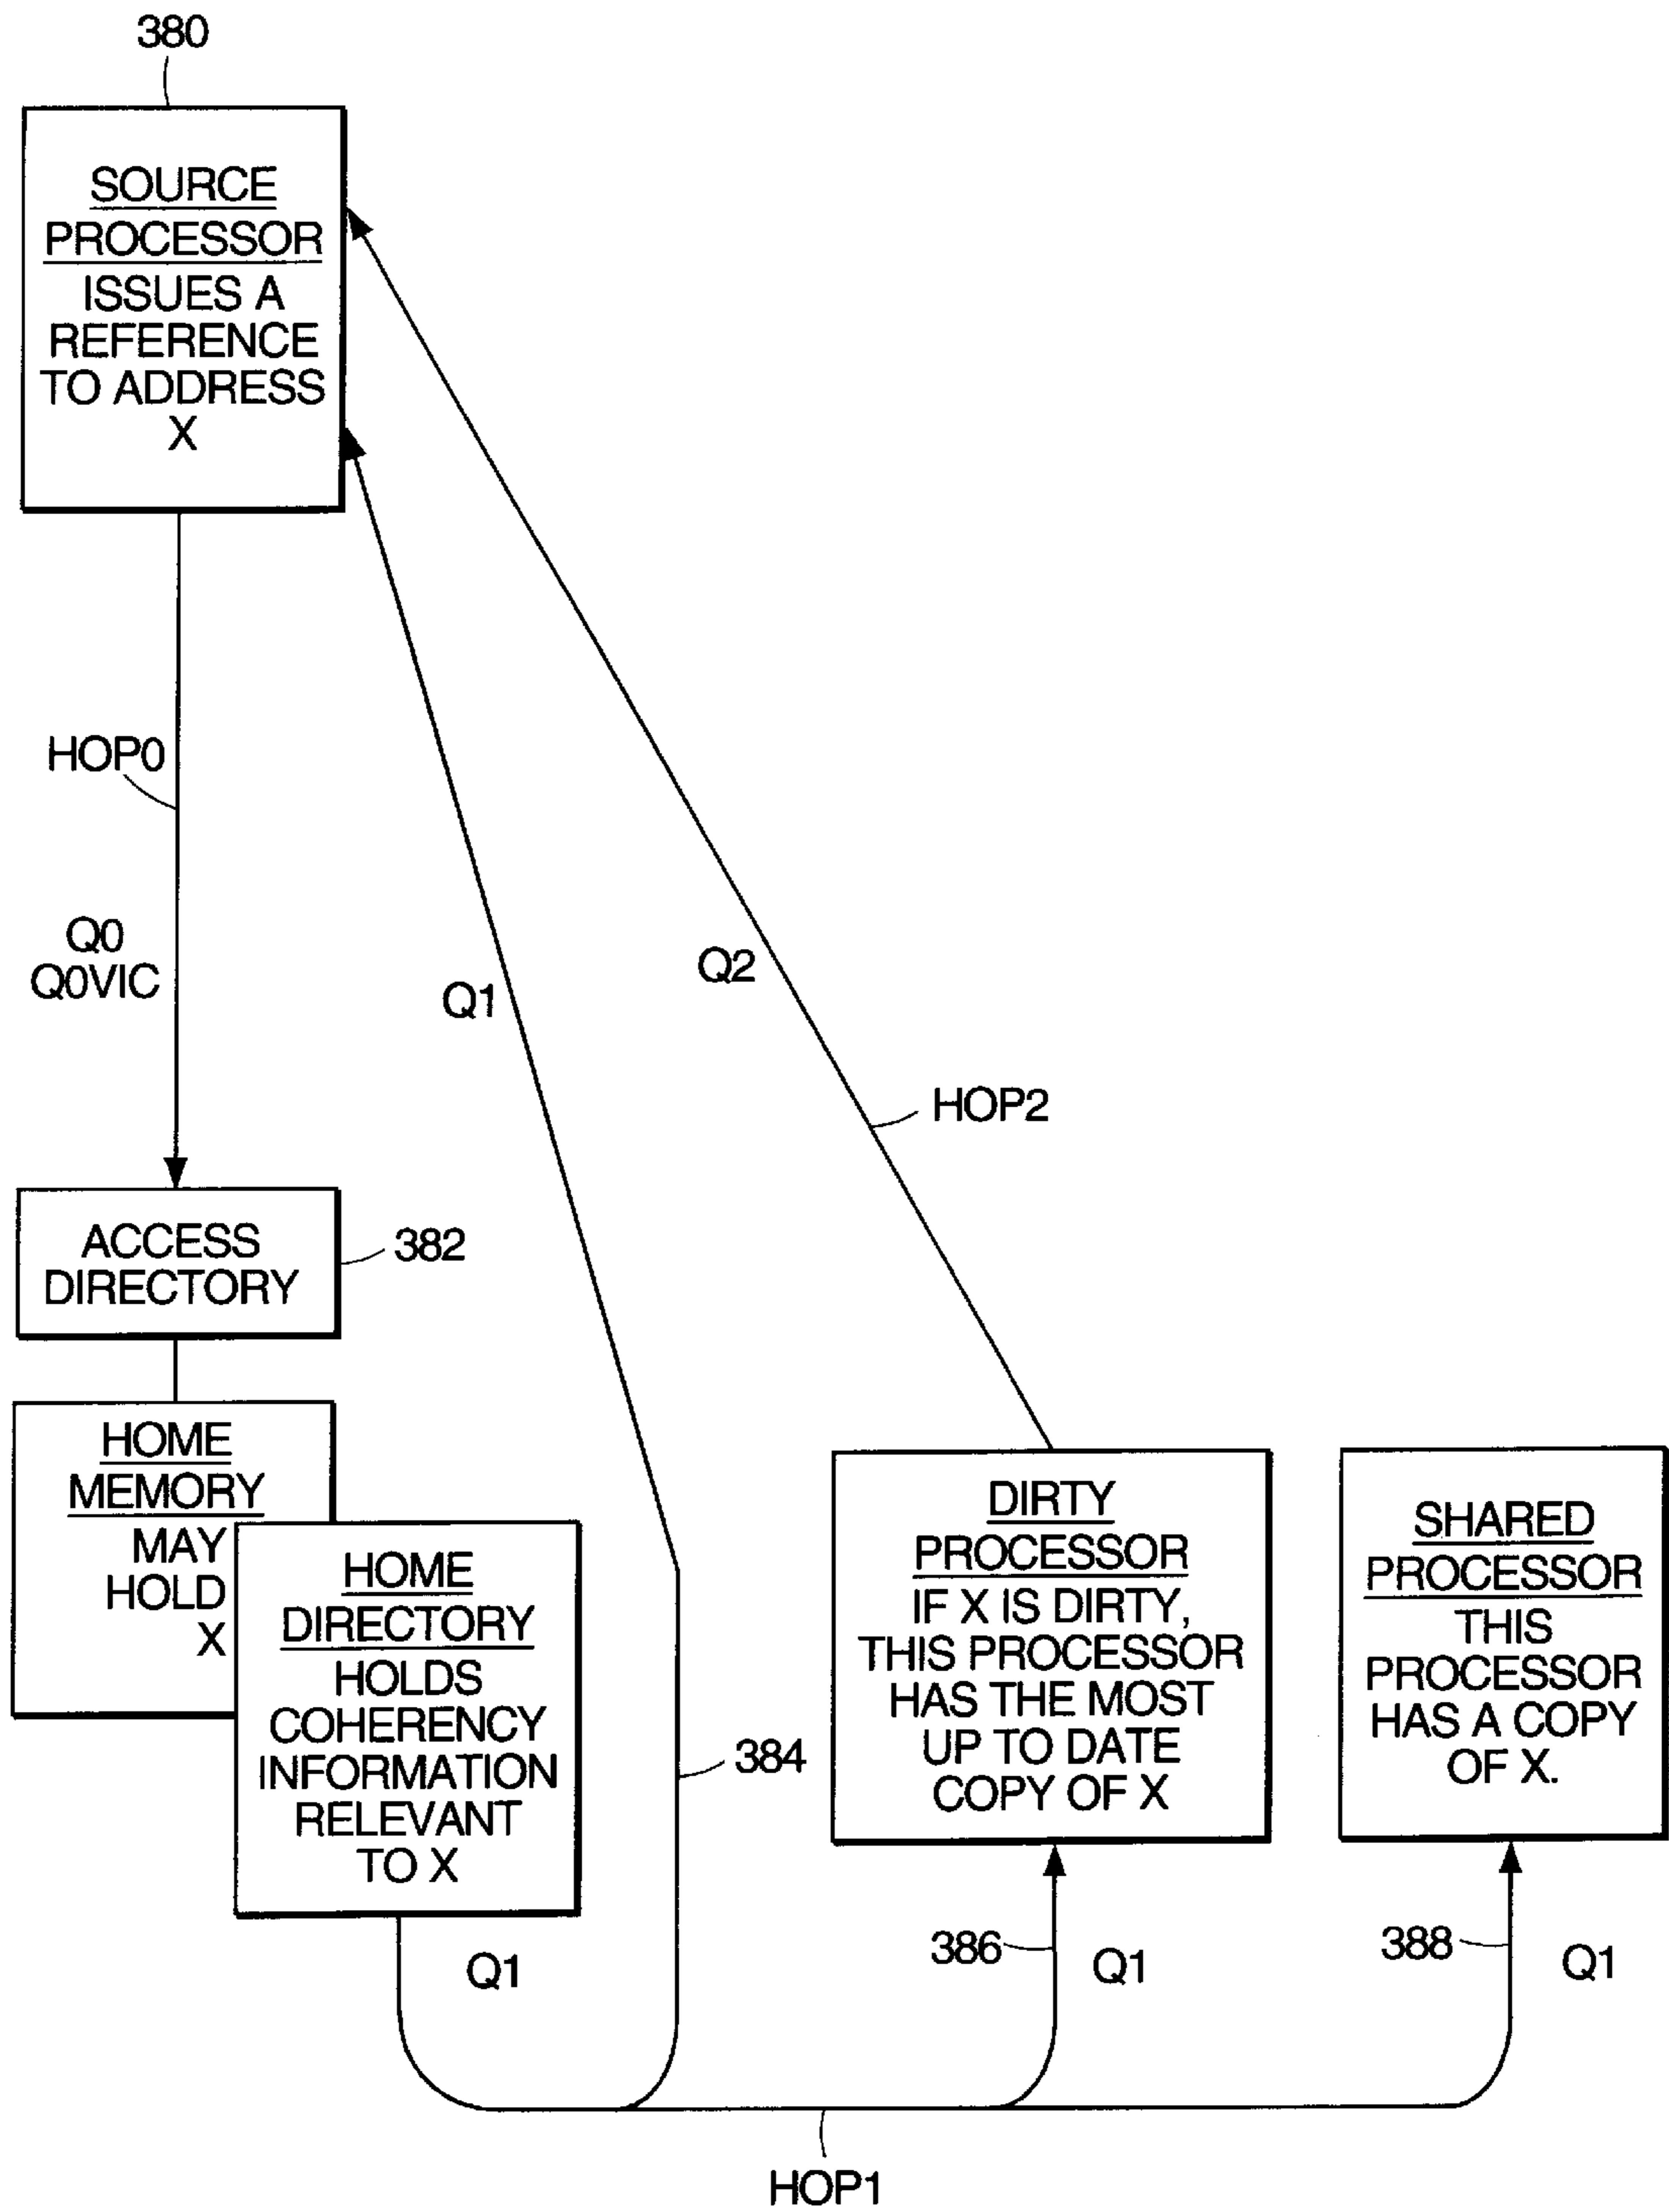 380
SOURCE
PROCESSOR
ISSUES A
REFERENCE
TO ADDRESS
X
HOP0
Q0
Q0VIC
Q1
Q2
HOP2
ACCESS
DIRECTORY
382
HOME
MEMORY
MAY
HOLD
X
HOME
DIRECTORY
HOLDS
COHERENCY
INFORMATION
RELEVANT
TO X
384
DIRTY
PROCESSOR
IF X IS DIRTY,
THIS PROCESSOR
HAS THE MOST
UP TO DATE
COPY OF X
SHARED
PROCESSOR
THIS
PROCESSOR
HAS A COPY
OF X.
Q1
386
Q1
388
Q1
HOP1